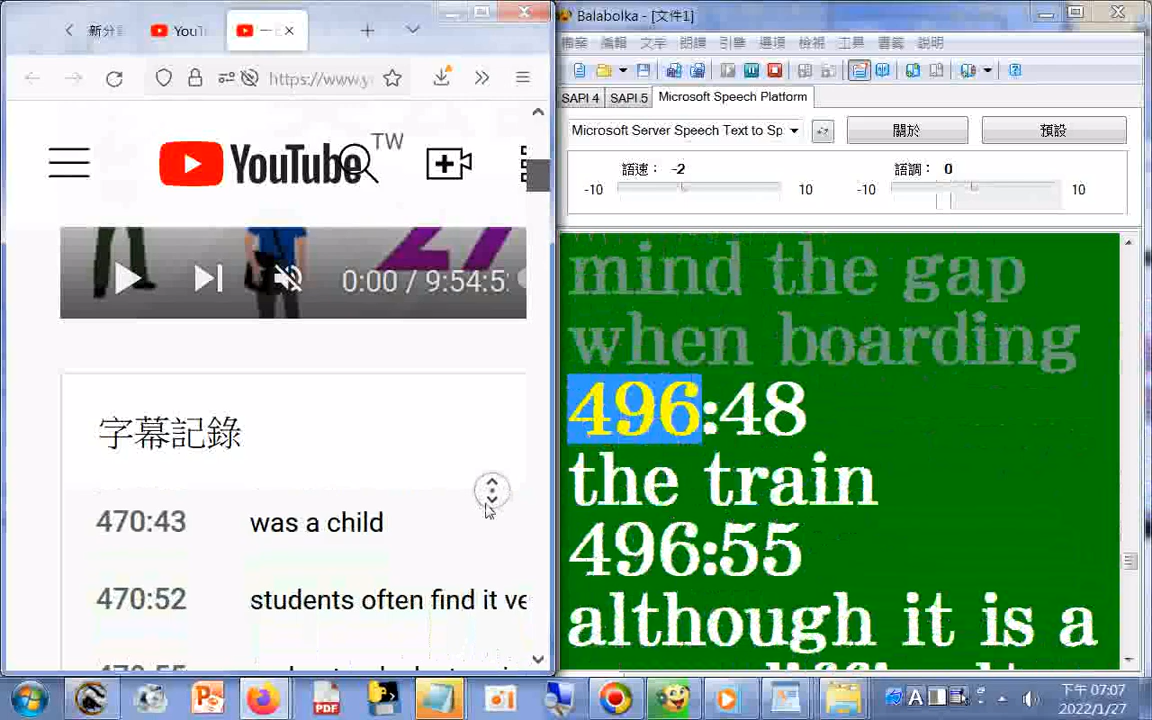 新分
YouT
Balabolka - [文件1]
檔案 編輯 文字 朗讀 引擎 選項 檢視 工具 書籤 說明
https://www.y
SAPI 4 SAPI 5 Microsoft Speech Platform
Microsoft Server Speech Text to Sp
關於
預設
TW
YouTube
語速： -2
語調： 0
-10 10 -10 10
27
0:00 / 9:54:5
字幕記錄
470:43 was a child
470:52 students often find it ve
mind the gap
when boarding
496:48
the train
496:55
although it is a
PDF
A
下午 07:07
2022/1/27